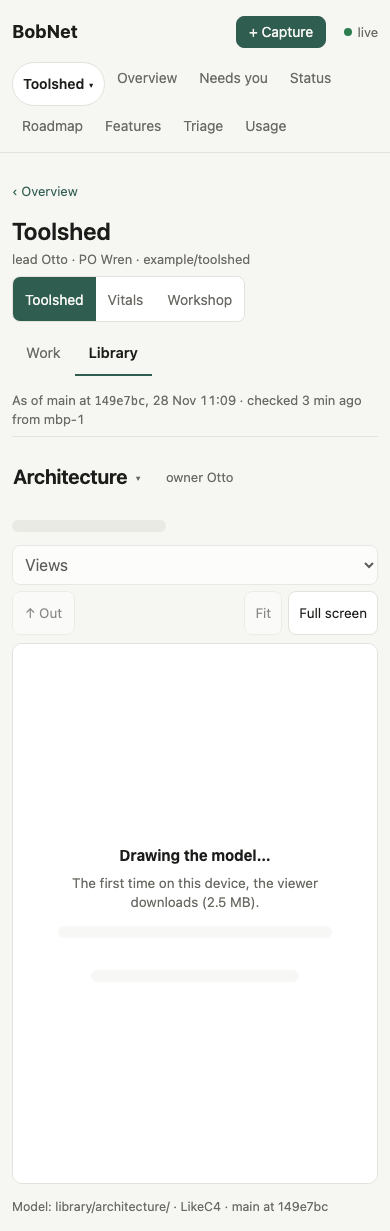 BobNet
+ Capture
live
Toolshed ▾
Overview
Needs you
Status
Roadmap
Features
Triage
Usage
‹ Overview
Toolshed
lead Otto · PO Wren · example/toolshed
Toolshed
Vitals
Workshop
Work
Library
As of main at 149e7bc, 28 Nov 11:09 · checked 3 min ago
from mbp-1
Architecture ▾
owner Otto
Views
↑ Out
Fit
Full screen
Drawing the model...
The first time on this device, the viewer
downloads (2.5 MB).
Model: library/architecture/ · LikeC4 · main at 149e7bc